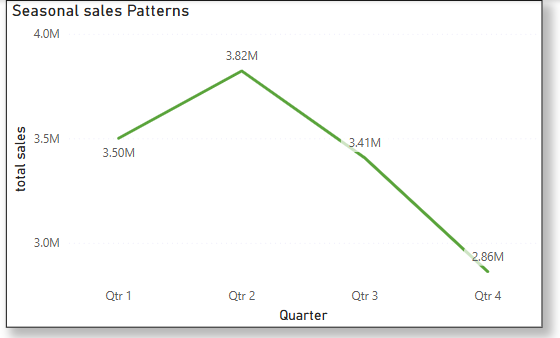 Seasonal sales Patterns
4.0M
3.82M
3.5M
3.41M
3.50M
total sales
3.0M
2.86M
Qtr 1 Qtr 2 Qtr 3 Qtr 4
Quarter